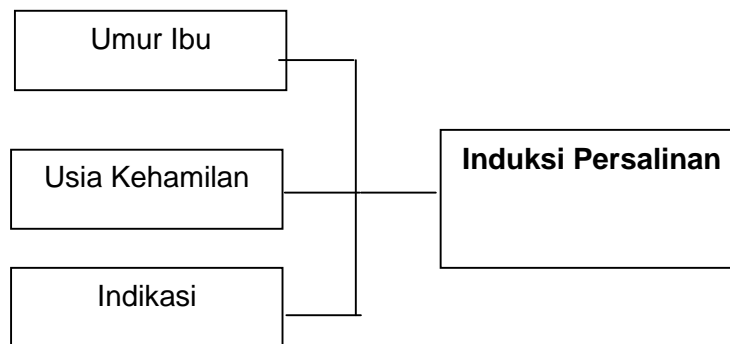 Umur Ibu
Usia Kehamilan
Induksi Persalinan
Indikasi